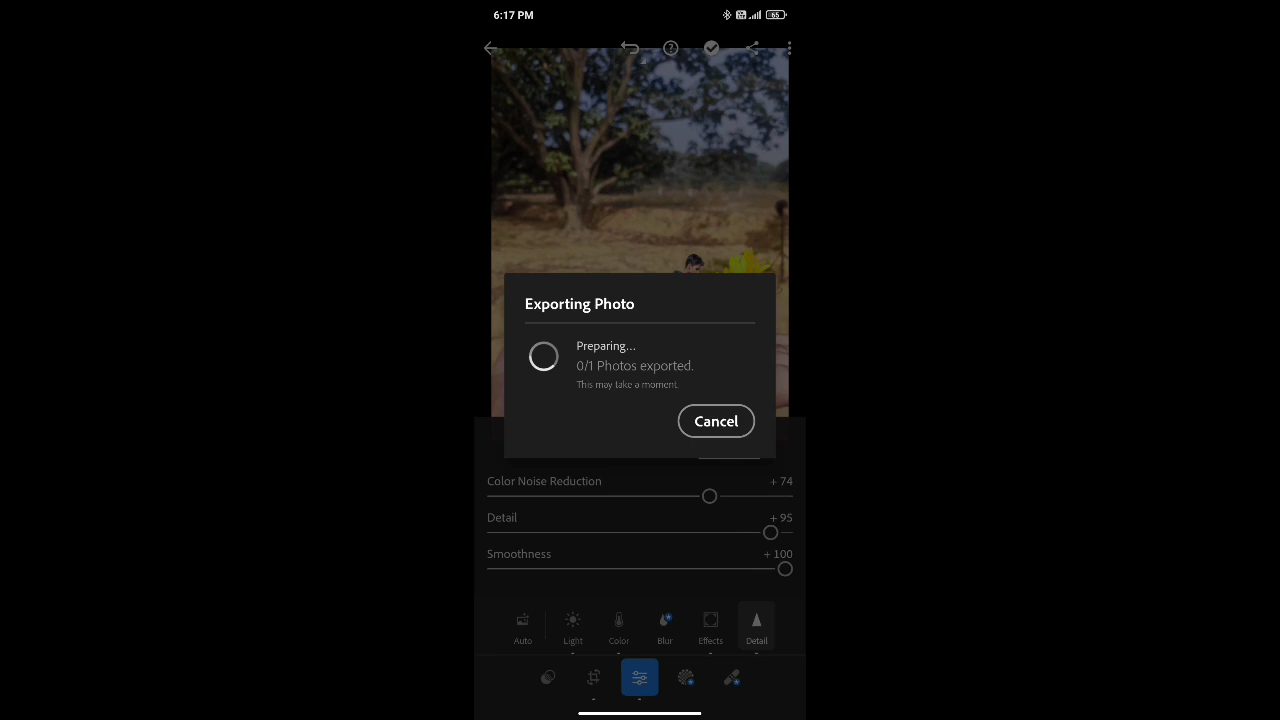 6:17 PM
65
Exporting Photo
Preparing...
0/1 Photos exported.
This may take a moment.
Cancel
Color Noise Reduction + 74
Detail + 95
Smoothness + 100
Auto Light Color Blur Effects Detail